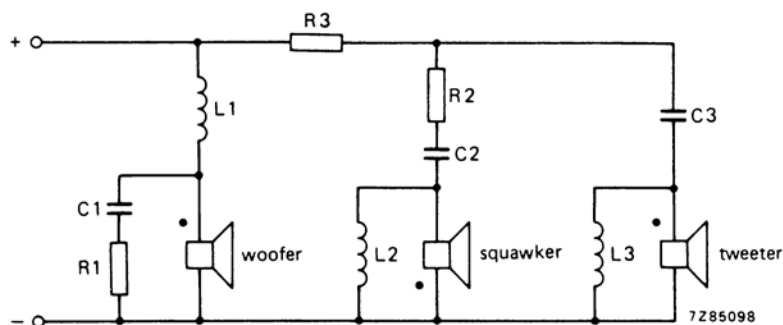 R3
+
L1
R2
C3
C2
C1
R1
woofer
L2
squawker
L3
tweeter
–
7Z85098